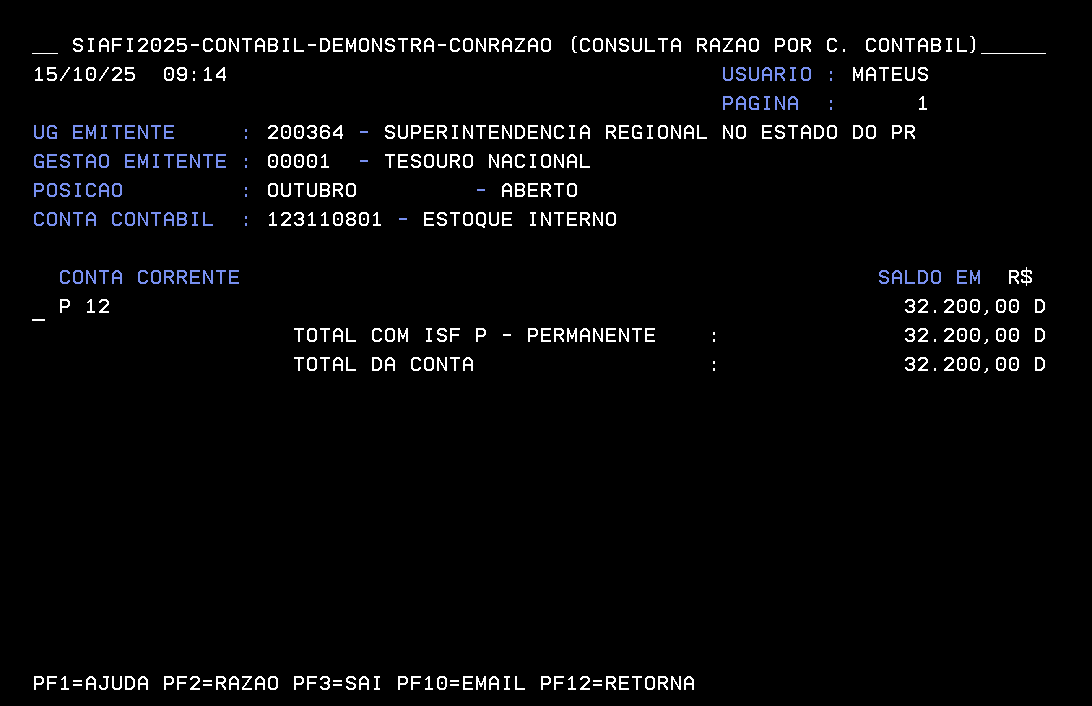 __ SIAFI2025-CONTABIL-DEMONSTRA-CONRAZAO (CONSULTA RAZAO POR C. CONTABIL)_____
15/10/25  09:14                                      USUARIO : MATEUS
                                                     PAGINA  :      1
UG EMITENTE     : 200364 - SUPERINTENDENCIA REGIONAL NO ESTADO DO PR
GESTAO EMITENTE : 00001  - TESOURO NACIONAL
POSICAO         : OUTUBRO         - ABERTO
CONTA CONTABIL  : 123110801 - ESTOQUE INTERNO
  CONTA CORRENTE                                                 SALDO EM  R$
_ P 12                                                             32.200,00 D
                    TOTAL COM ISF P - PERMANENTE    :              32.200,00 D
                    TOTAL DA CONTA                  :              32.200,00 D
PF1=AJUDA PF2=RAZAO PF3=SAI PF10=EMAIL PF12=RETORNA